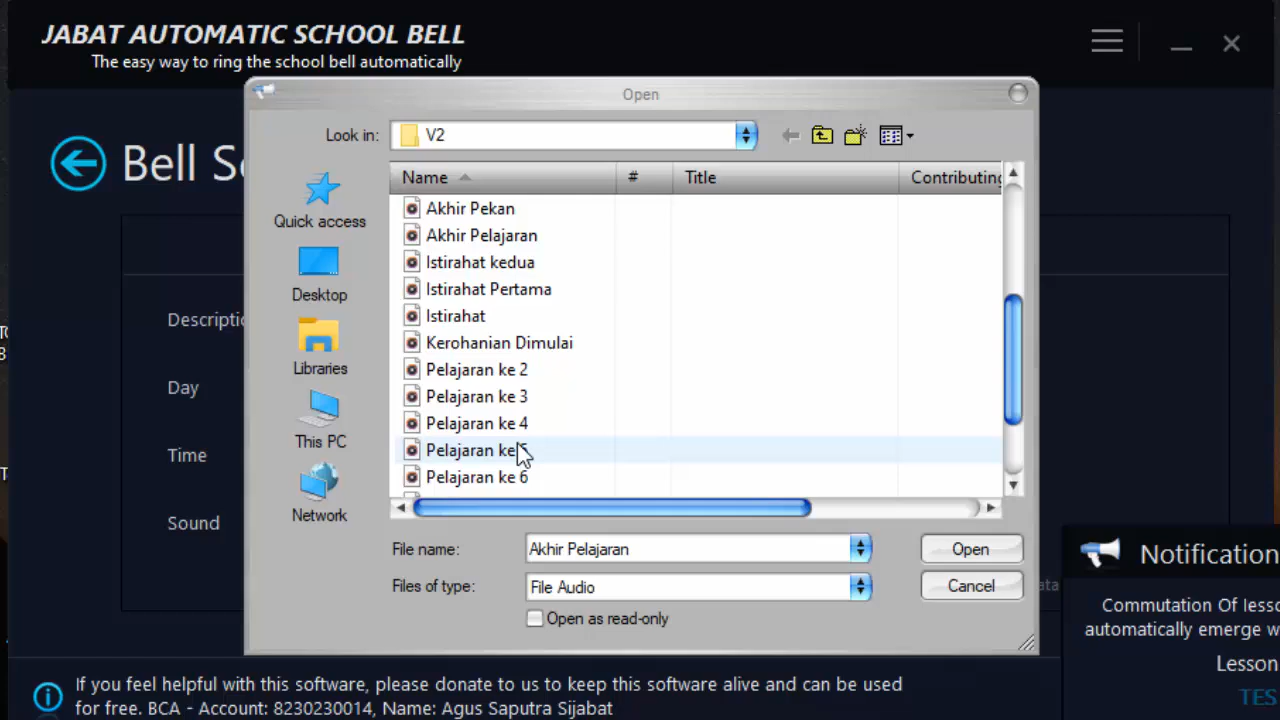 JABAT AUTOMATIC SCHOOL BELL
The easy way to ring the school bell automatically
Open
Look in:
V2
Bell
Quick access
Desktop
Libraries
This PC
Network
Name
#
Title
Contributing
Akhir Pekan
Akhir Pelajaran
Istirahat kedua
Istirahat Pertama
Istirahat
Kerohanian Dimulai
Pelajaran ke 2
Pelajaran ke 3
Pelajaran ke 4
Pelajaran ke 5
Pelajaran ke 6
Day
Time
Sound
File name:
Akhir Pelajaran
Open
Files of type:
File Audio
Cancel
Open as read-only
Notification
Commutation Of
automatically emerge
Lesson
TES
If you feel helpful with this software, please donate to us to keep this software alive and can be used
for free. BCA - Account: 8230230014, Name: Agus Saputra Sijabat